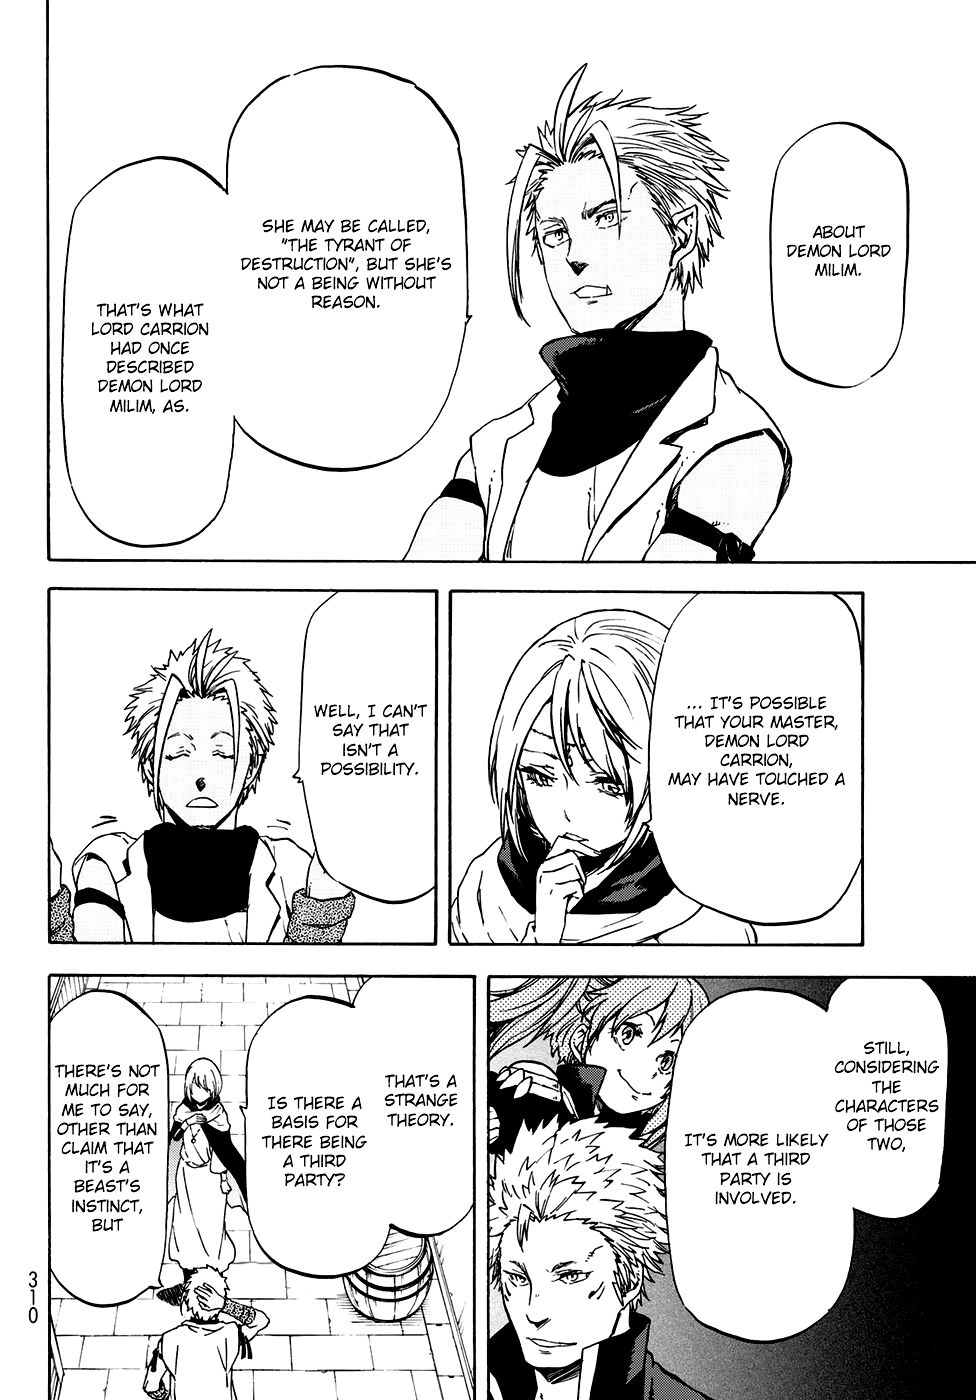 ABOUT
DEMON LORD
MILIM.
SHE MAY BE CALLED,
"THE TYRANT OF
DESTRUCTION", BUT SHE'S
NOT A BEING WITHOUT
REASON.
THAT'S WHAT
LORD CARRION
HAD ONCE
DESCRIBED
DEMON LORD
MILIM, AS.
... IT'S POSSIBLE
THAT YOUR MASTER,
DEMON LORD
CARRION,
MAY HAVE TOUCHED A
NERVE.
WELL, I CAN'T
SAY THAT
ISN'T A
POSSIBILITY.
STILL,
CONSIDERING
THE
CHARACTERS
OF THOSE
TWO,
IT'S MORE LIKELY
THAT A THIRD
PARTY IS
INVOLVED.
THAT'S A
STRANGE
THEORY.
IS THERE A
BASIS FOR
THERE BEING
A THIRD
PARTY?
THERE'S NOT
MUCH FOR
ME TO SAY,
OTHER THAN
CLAIM THAT
IT'S A
BEAST'S
INSTINCT,
BUT
310